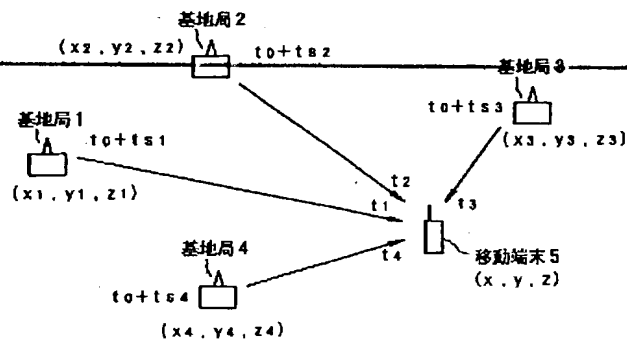 基地局2
(x2, y2, z2)
t0+ts2
基地局3
t0+ts3
(x3, y3, z3)
基地局1
t0+ts1
(x1, y1, z1)
t2
t1
t3
t4
基地局4
移動端末5
(x, y, z)
t0+ts4
(x4, y4, z4)